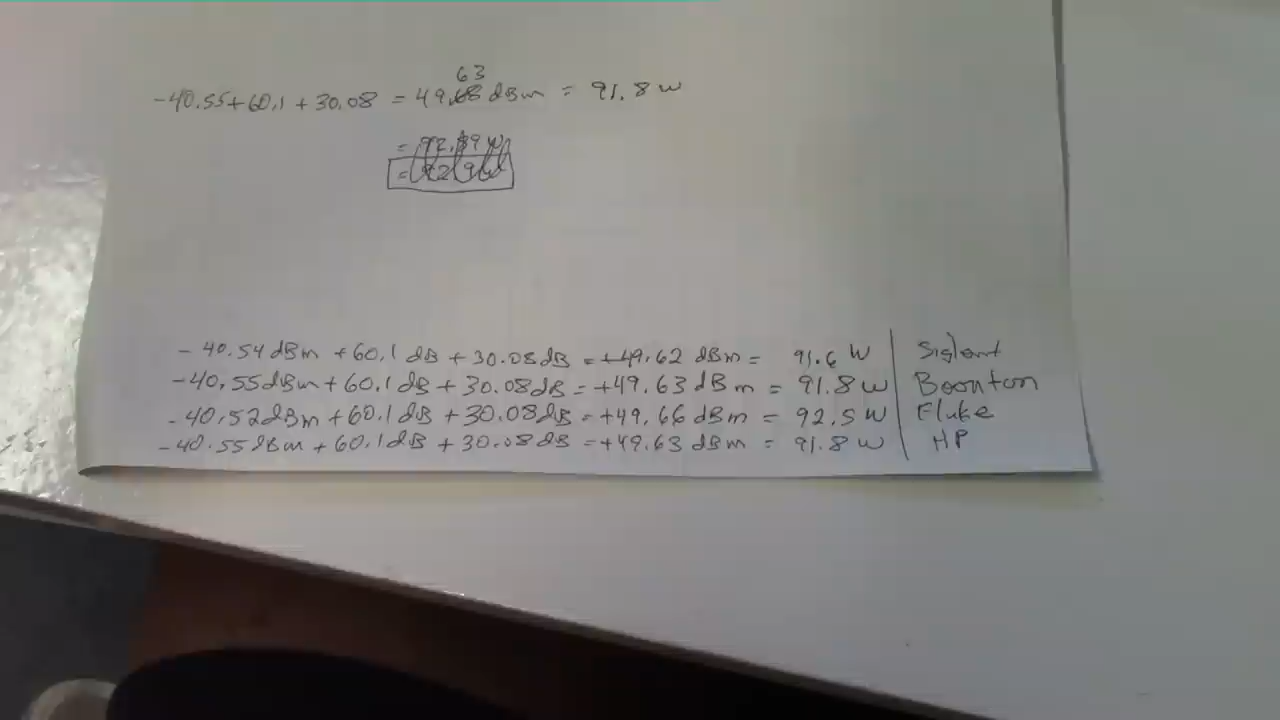 63
-40.55+60.1+30.08 = 49.68 dBm = 91.8 W
-40.54 dBm +60.1 dB +30.08 dB = +49.62 dBm = 91.6 W | Siglent
-40.55 dBm + 60.1 dB + 30.08 dB = +49.63 dBm = 91.8 W | Boonton
-40.52 dBm + 60.1 dB + 30.08 dB = +49.66 dBm = 92.5 W | Fluke
-40.55 dBm + 60.1 dB + 30.08 dB = +49.63 dBm = 91.8 W | HP